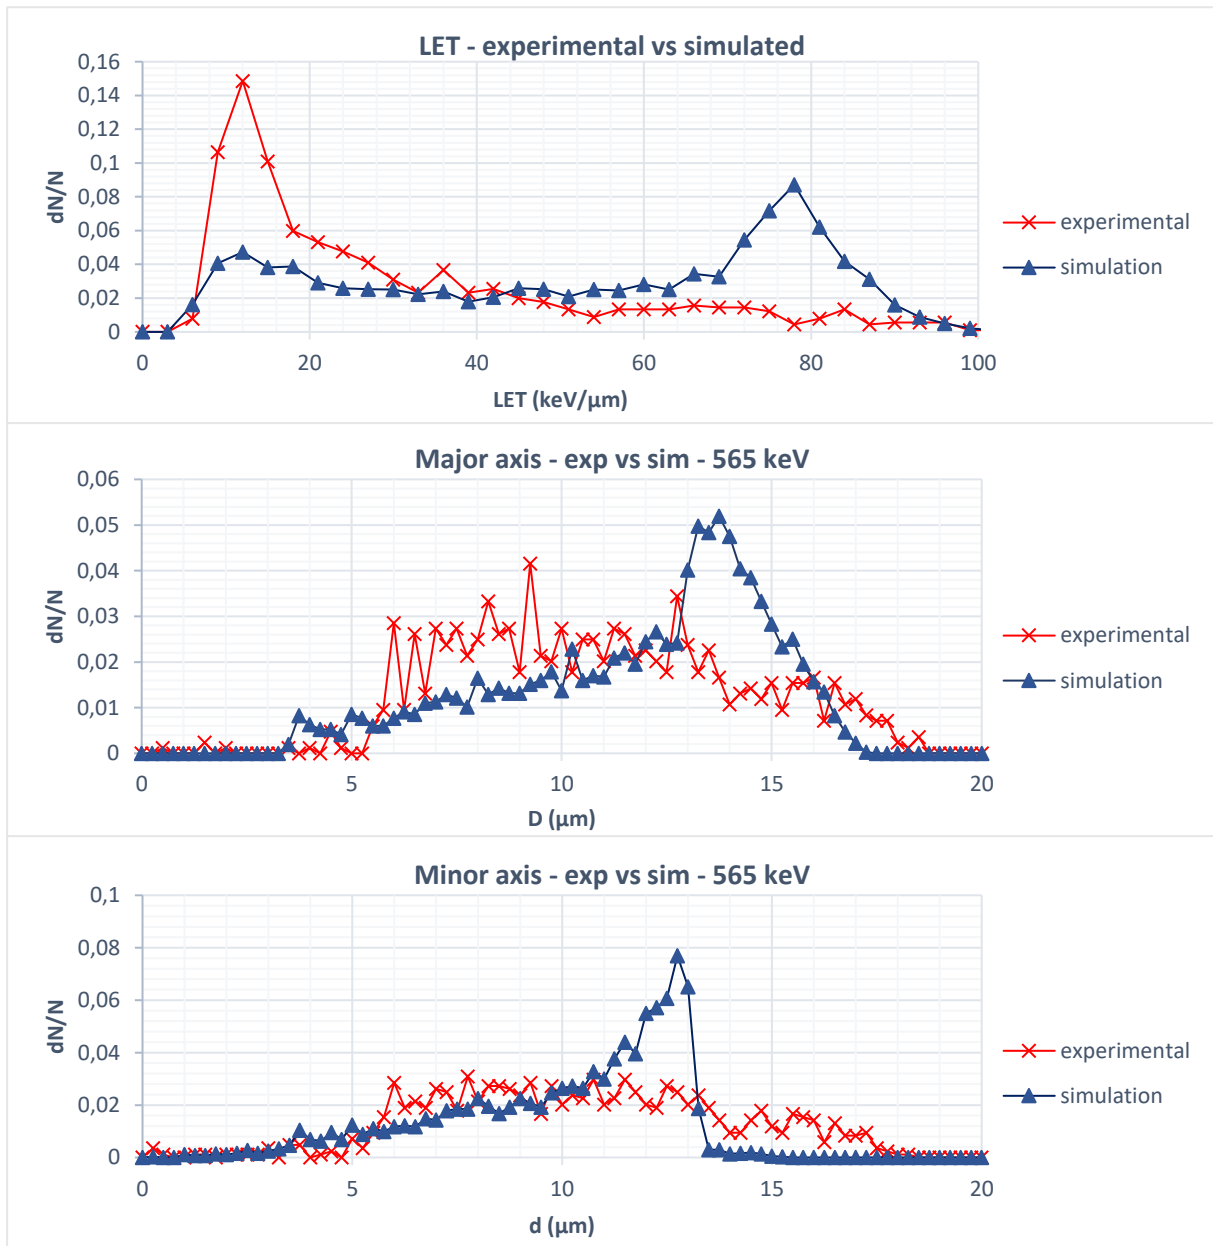 LET - experimental vs simulated
0,16
0,14
0,12
0,1
0,08
0,06
0,04
0,02
0
dN/N
0 20 40 60 80 100
LET (keV/µm)
experimental
simulation
Major axis - exp vs sim - 565 keV
0,06
0,05
0,04
0,03
0,02
0,01
0
dN/N
0 5 10 15 20
D (µm)
experimental
simulation
Minor axis - exp vs sim - 565 keV
0,1
0,08
0,06
0,04
0,02
0
dN/N
0 5 10 15 20
d (µm)
experimental
simulation